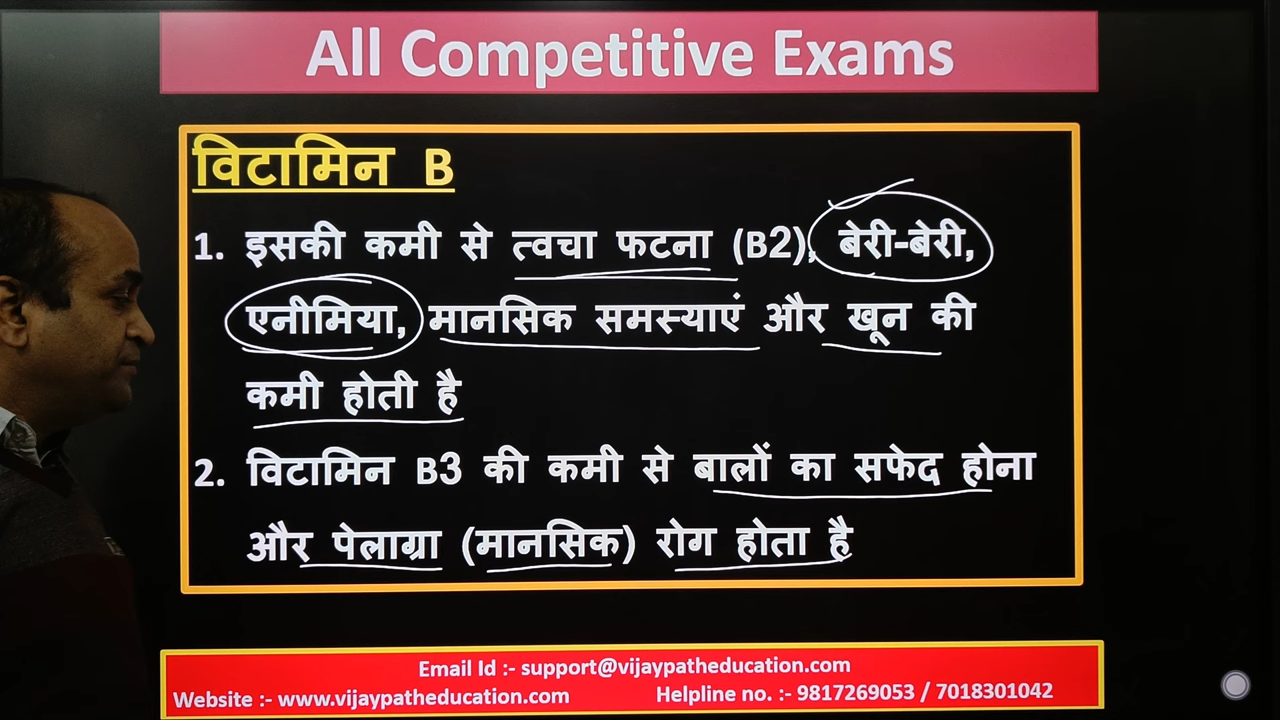 All Competitive Exams
विटामिन B
1. इसकी कमी से त्वचा फटना (B2), बेरी-बेरी,
एनीमिया, मानसिक समस्याएं और खून की
कमी होती है
2. विटामिन B3 की कमी से बालों का सफेद होना
और पेलाग्रा (मानसिक) रोग होता है
Email Id :- support@vijaypatheducation.com
Website :- www.vijaypatheducation.com Helpline no. :- 9817269053 / 7018301042